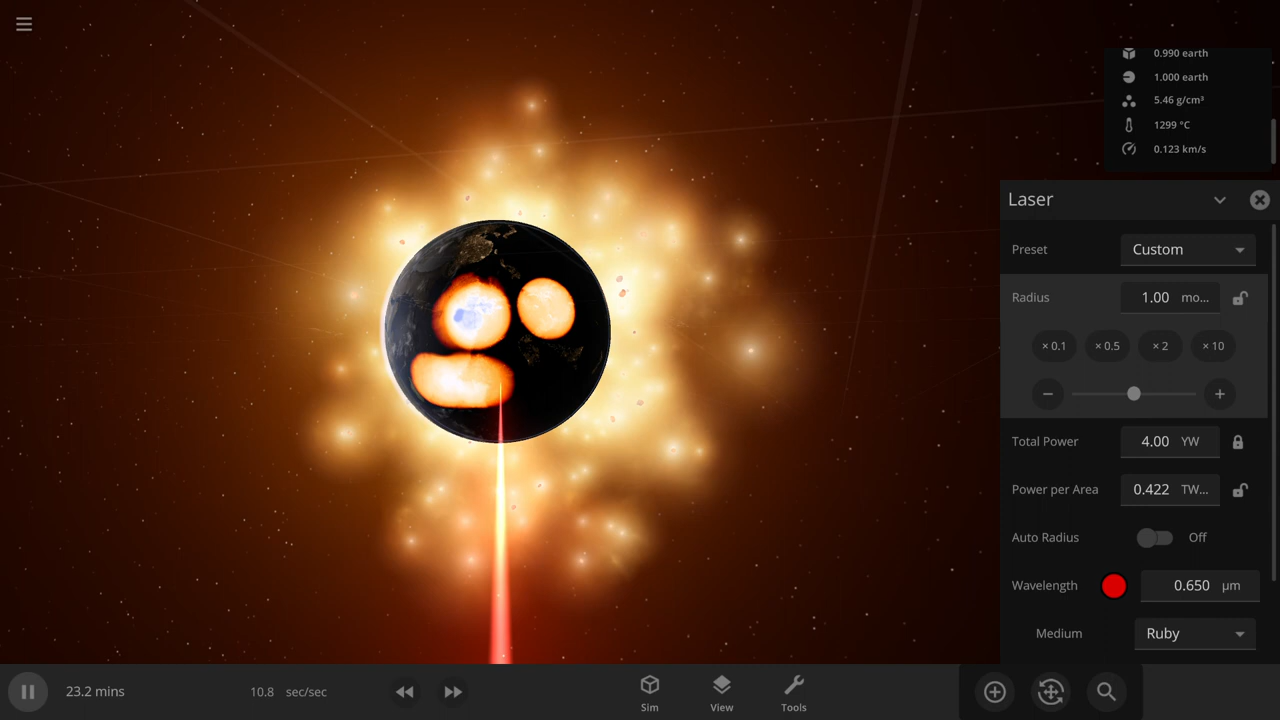 0.990 earth
1.000 earth
5.46 g/cm³
1299 °C
0.123 km/s
Laser
Preset Custom
Radius 1.00 mo...
× 0.1 × 0.5 × 2 × 10
Total Power 4.00 YW
Power per Area 0.422 TW...
Auto Radius Off
Wavelength 0.650 µm
Medium Ruby
23.2 mins 10.8 sec/sec Sim View Tools